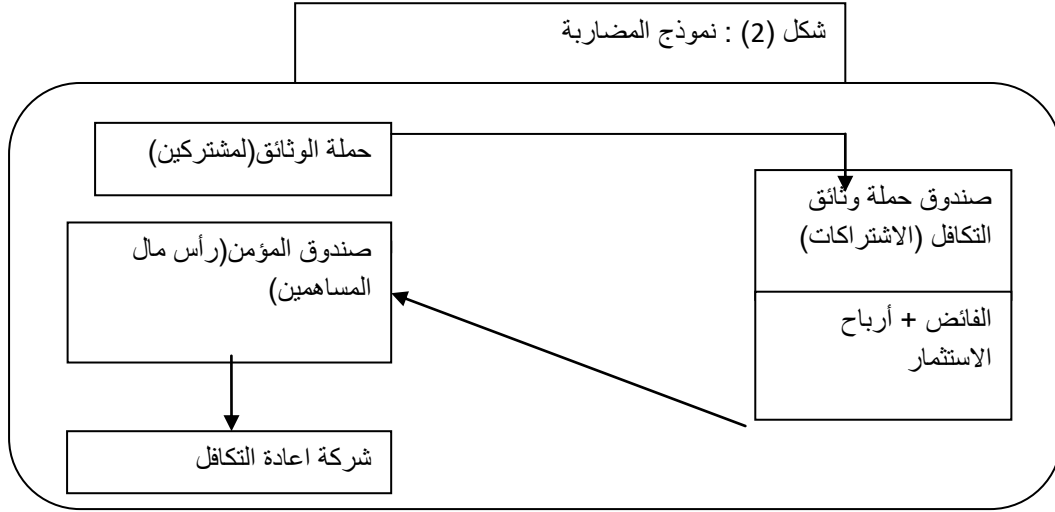 شكل (2) : نموذج المضاربة
حملة الوثائق(لمشتركين)
صندوق حملة وثائق
التكافل (الاشتراكات)
صندوق المؤمن(رأس مال
المساهمين)
الفائض + أرباح
الاستثمار
شركة اعادة التكافل